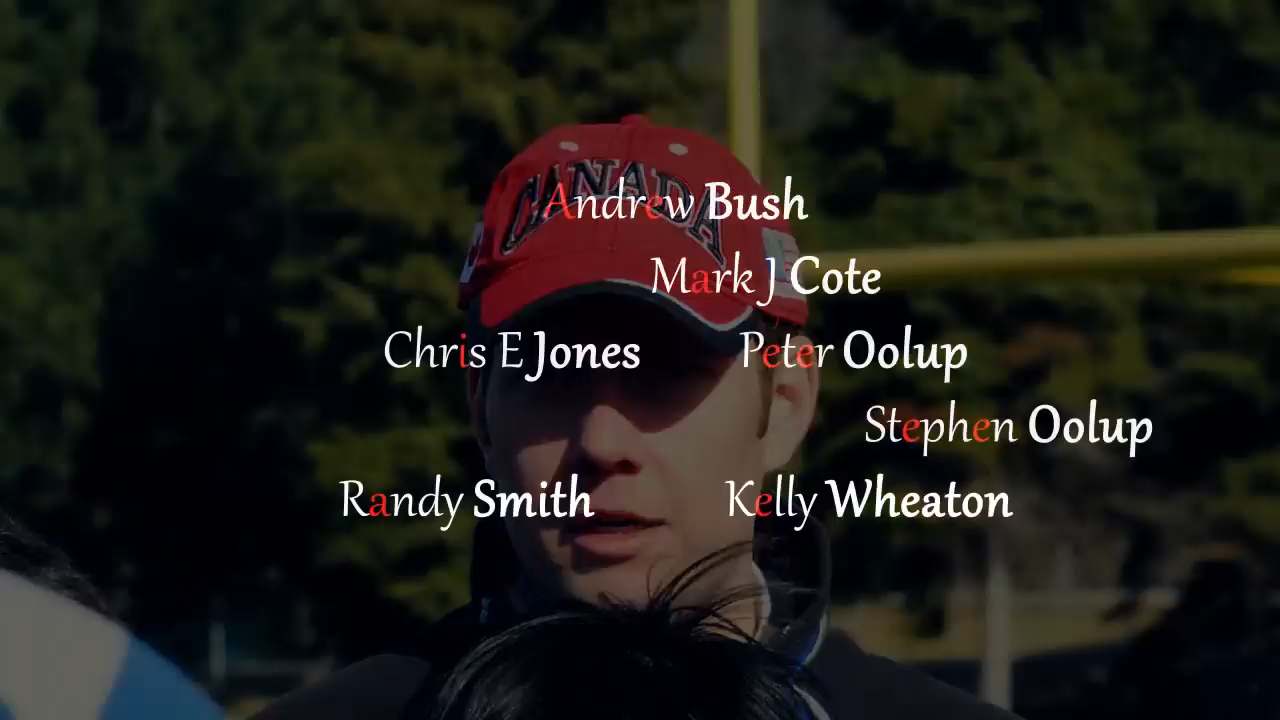 CANADA
Andrew Bush
Mark J Cote
Chris E Jones Peter Oolup
Stephen Oolup
Randy Smith Kelly Wheaton